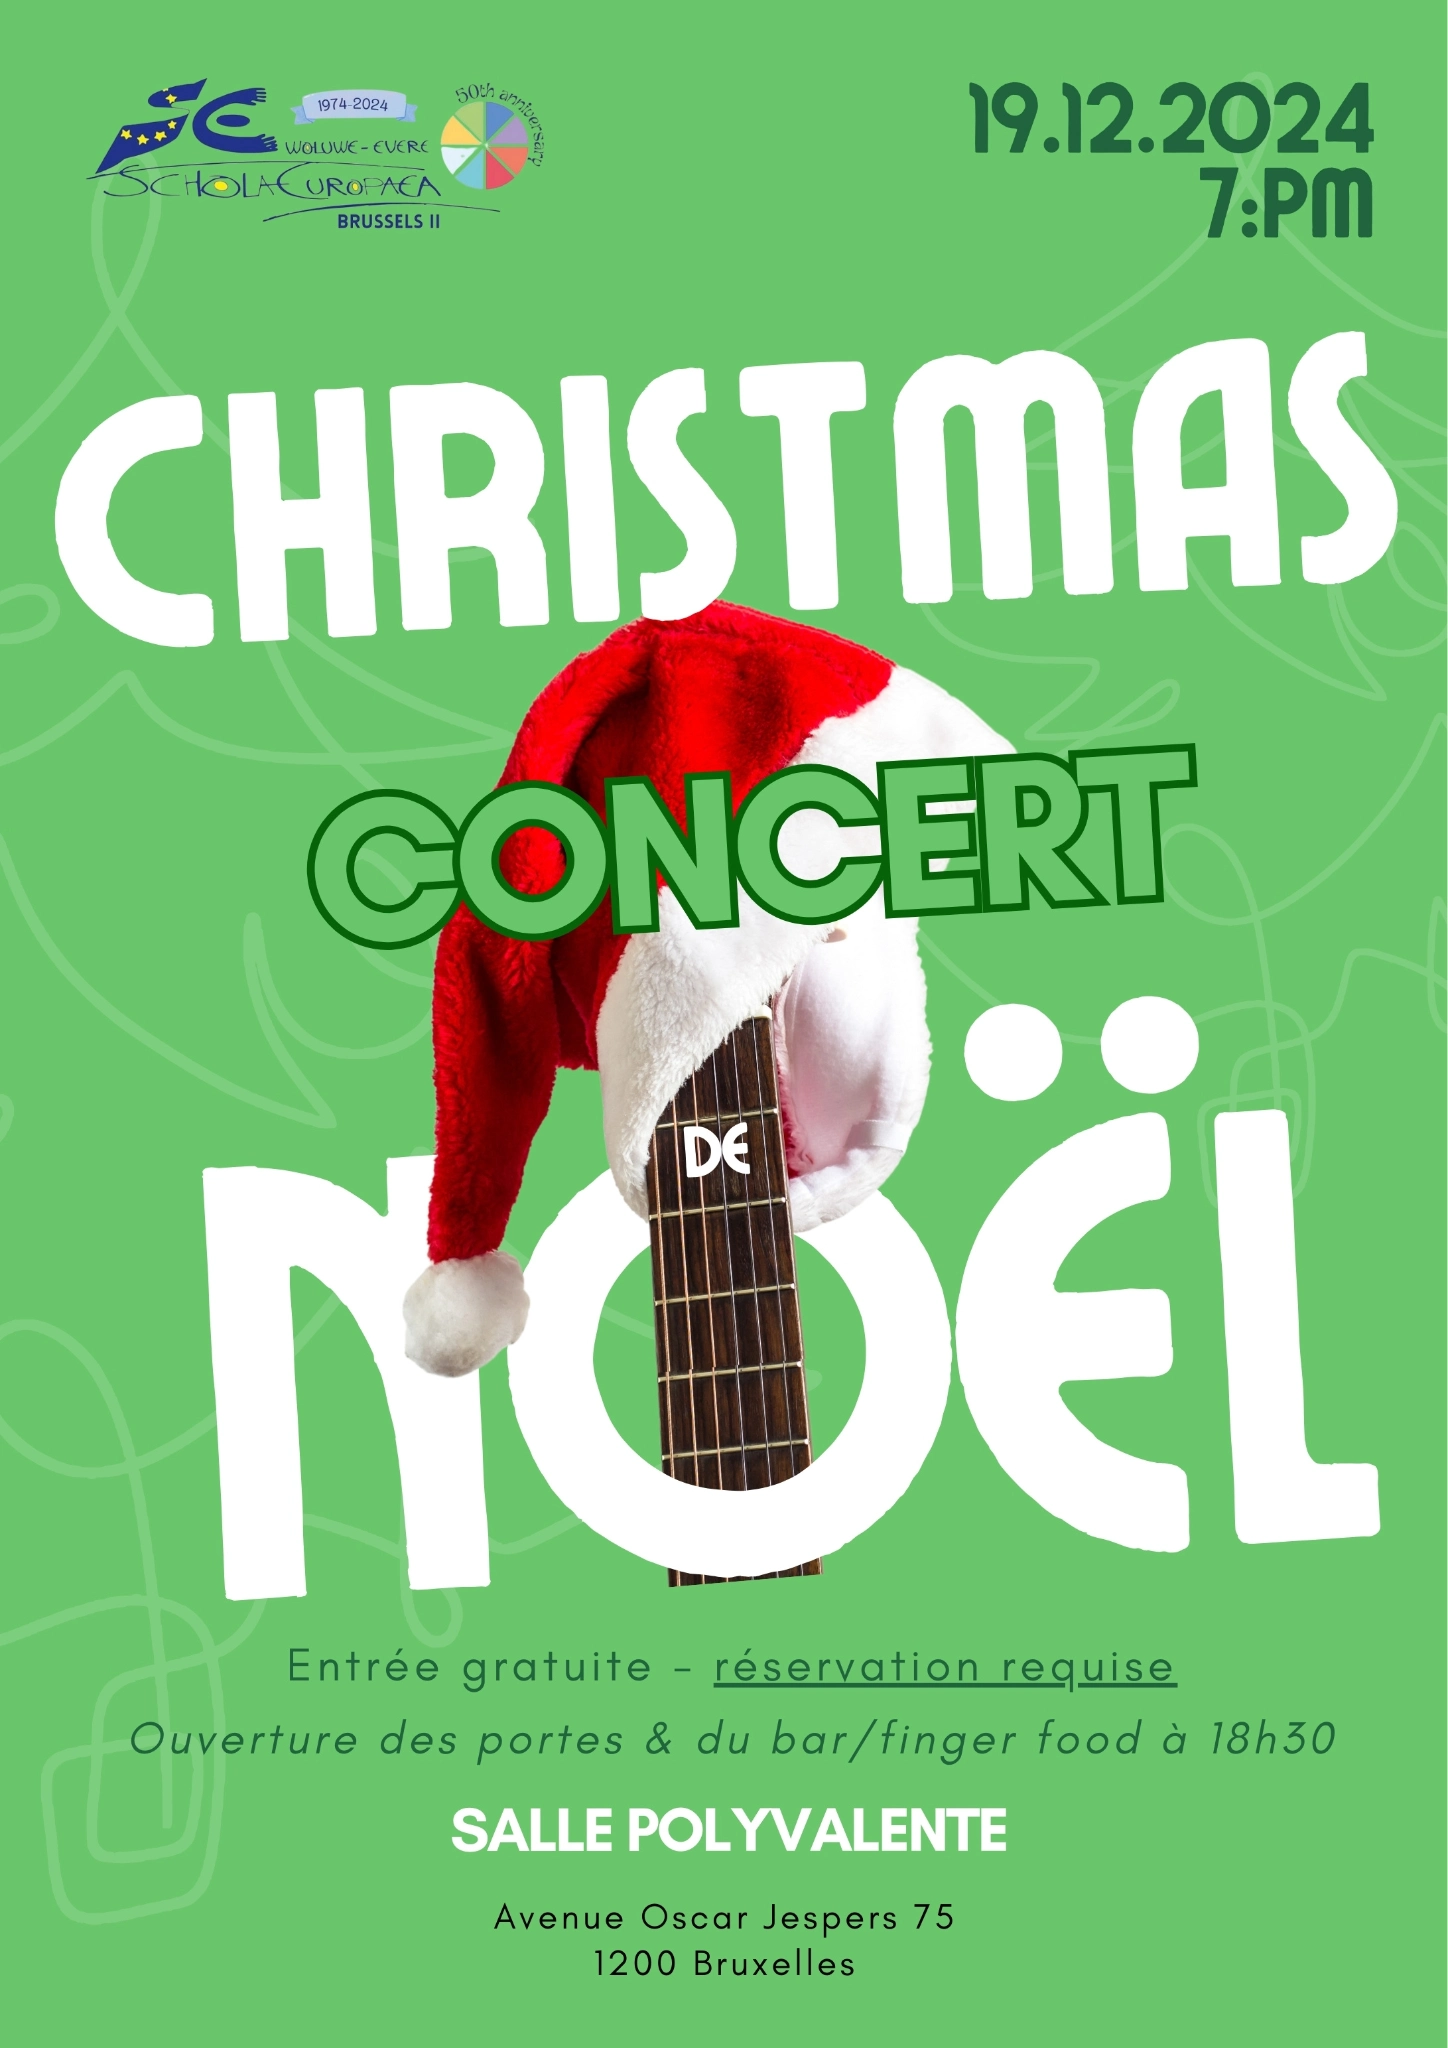 1974-2024
50th anniversary
WOLUWE - EVERE
SCHOLA EUROPAEA
BRUSSELS II
19.12.2024
7:PM
CHRISTMAS
CONCERT
DE
NOËL
Entrée gratuite - réservation requise
Ouverture des portes & du bar/finger food à 18h30
SALLE POLYVALENTE
Avenue Oscar Jespers 75
1200 Bruxelles